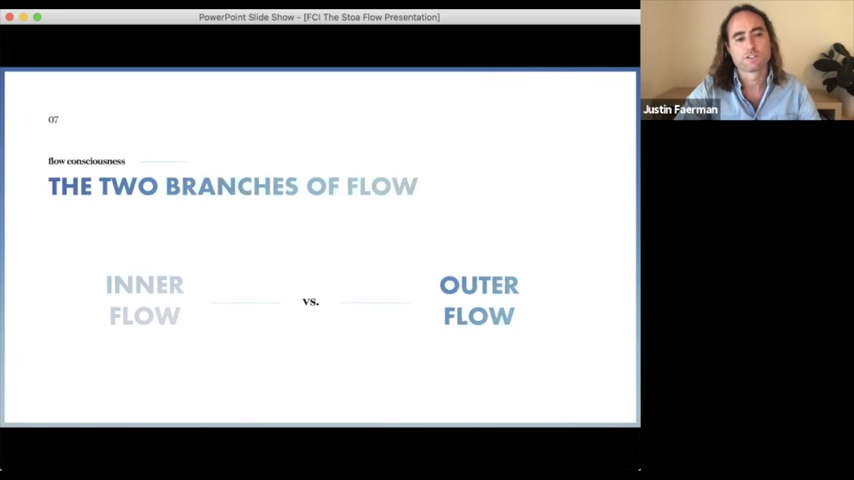 PowerPoint Slide Show - [FCI The Stoa Flow Presentation]
Justin Faerman
07
flow consciousness
THE TWO BRANCHES OF FLOW
INNER
FLOW
vs.
OUTER
FLOW